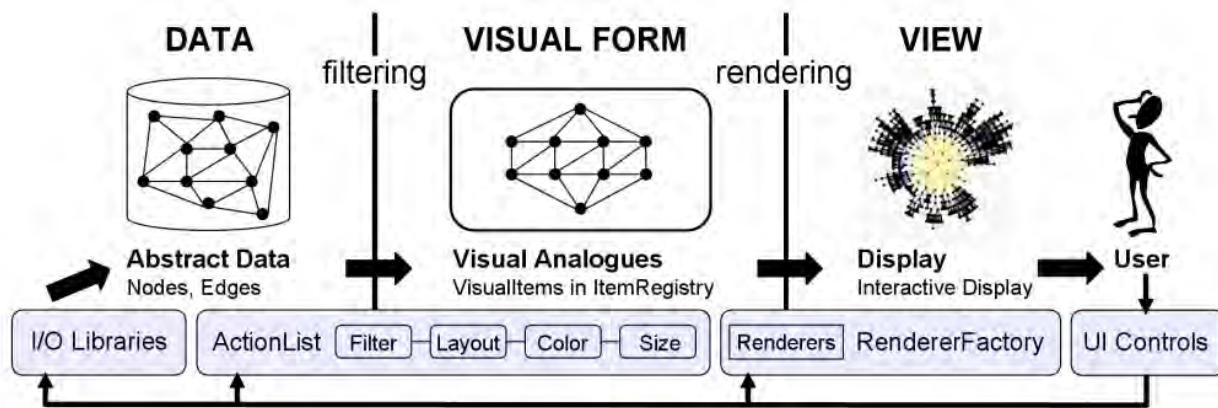 DATA
VISUAL FORM
VIEW
filtering
rendering
Abstract Data
Nodes, Edges
Visual Analogues
VisualItems in ItemRegistry
Display
Interactive Display
User
I/O Libraries
ActionList
Filter
Layout
Color
Size
Renderers
RendererFactory
UI Controls